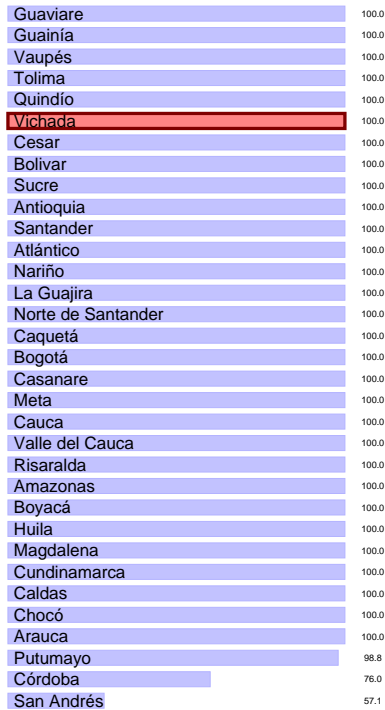 Guaviare 100.0
Guainía 100.0
Vaupés 100.0
Tolima 100.0
Quindío 100.0
Vichada 100.0
Cesar 100.0
Bolivar 100.0
Sucre 100.0
Antioquia 100.0
Santander 100.0
Atlántico 100.0
Nariño 100.0
La Guajira 100.0
Norte de Santander 100.0
Caquetá 100.0
Bogotá 100.0
Casanare 100.0
Meta 100.0
Cauca 100.0
Valle del Cauca 100.0
Risaralda 100.0
Amazonas 100.0
Boyacá 100.0
Huila 100.0
Magdalena 100.0
Cundinamarca 100.0
Caldas 100.0
Chocó 100.0
Arauca 100.0
Putumayo 98.8
Córdoba 76.0
San Andrés 57.1